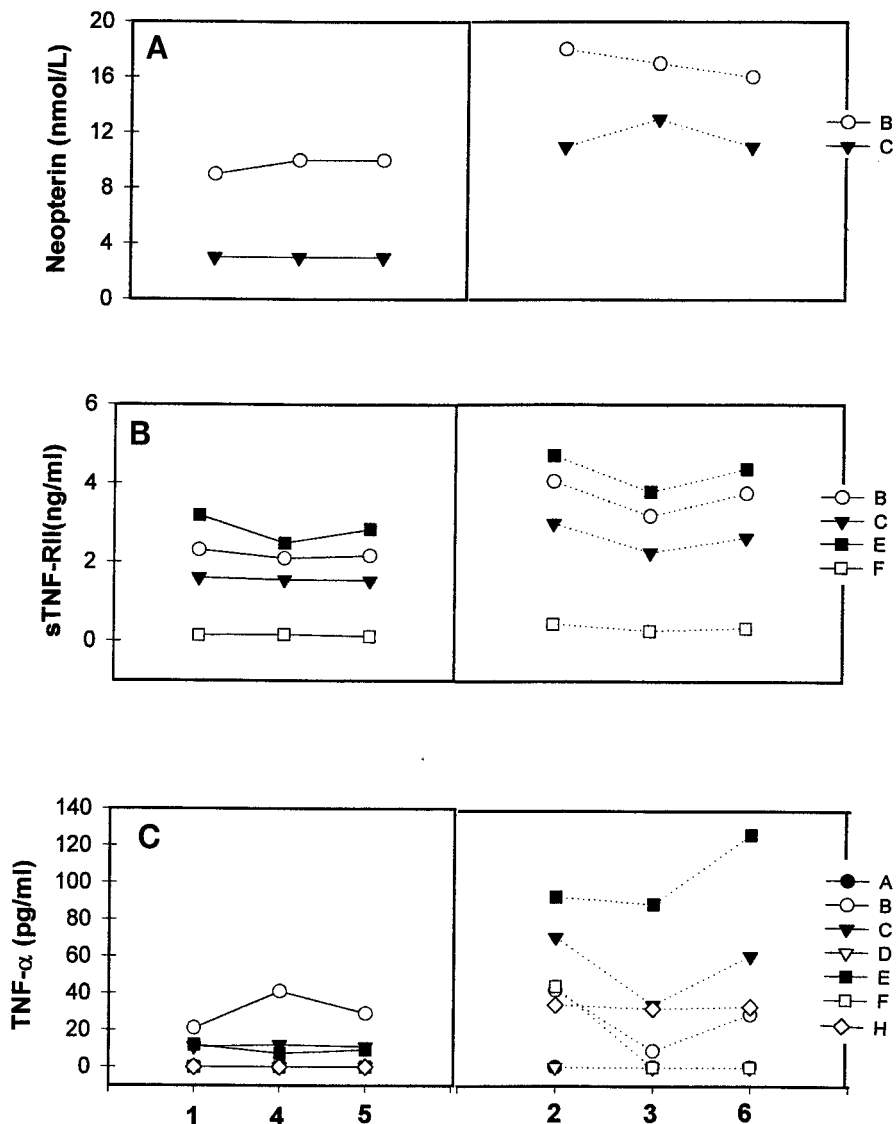 A
Neopterin (nmol/L)
20
16
12
8
4
0
B
C
B
sTNF-RII(ng/ml)
6
4
2
0
B
C
E
F
C
TNF-α (pg/ml)
140
120
100
80
60
40
20
0
A
B
C
D
E
F
H
1 4 5 2 3 6